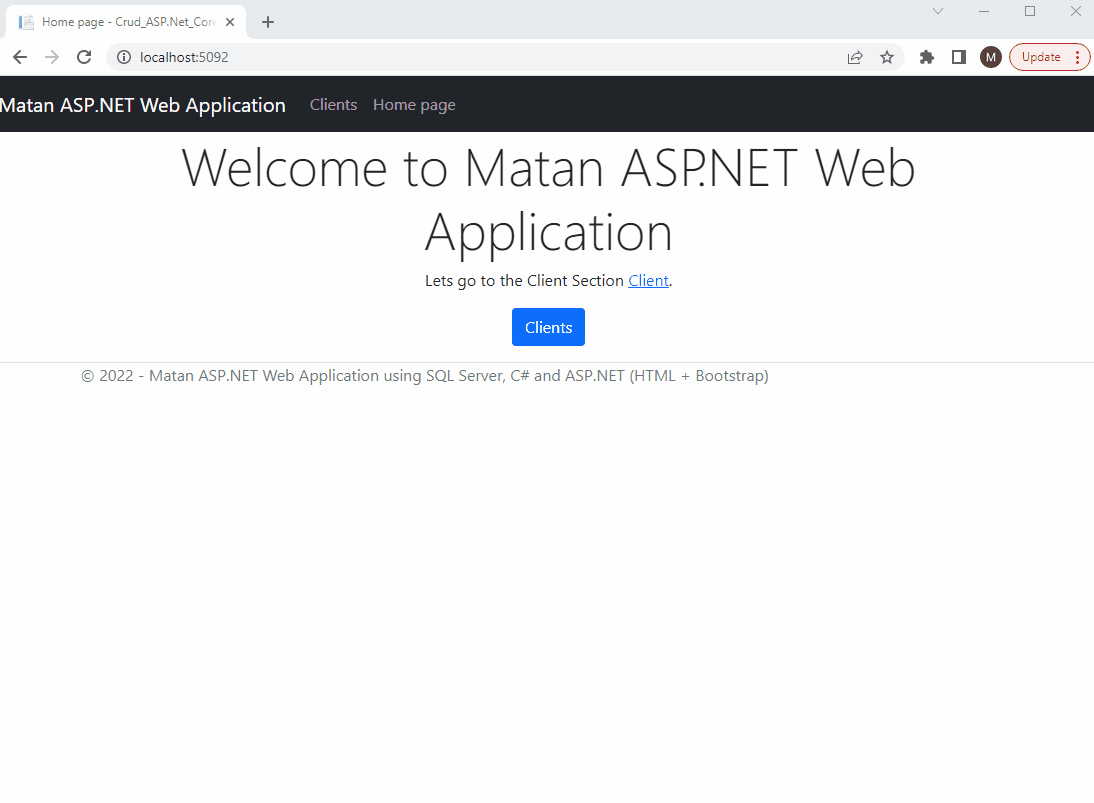 Home page - Crud_ASP.Net_Core
localhost:5092
M
Update
Matan ASP.NET Web Application Clients Home page
Welcome to Matan ASP.NET Web
Application
Lets go to the Client Section Client.
Clients
© 2022 - Matan ASP.NET Web Application using SQL Server, C# and ASP.NET (HTML + Bootstrap)